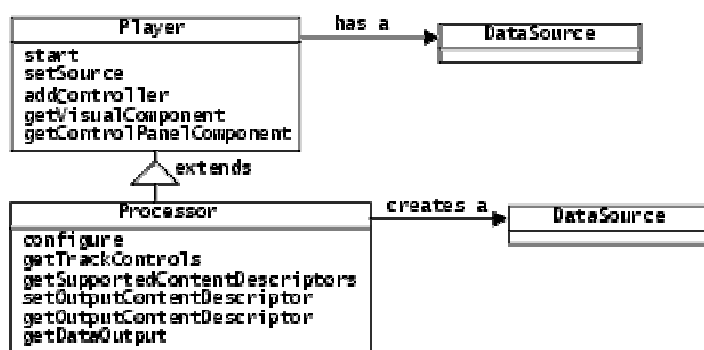 Player
has a
DataSource
start
setSource
addController
getVisualComponent
getControlPanelComponent
extends
Processor
creates a
DataSource
configure
getTrackControls
getSupportedContentDescriptors
setOutputContentDescriptor
getOutputContentDescriptor
getDataOutput